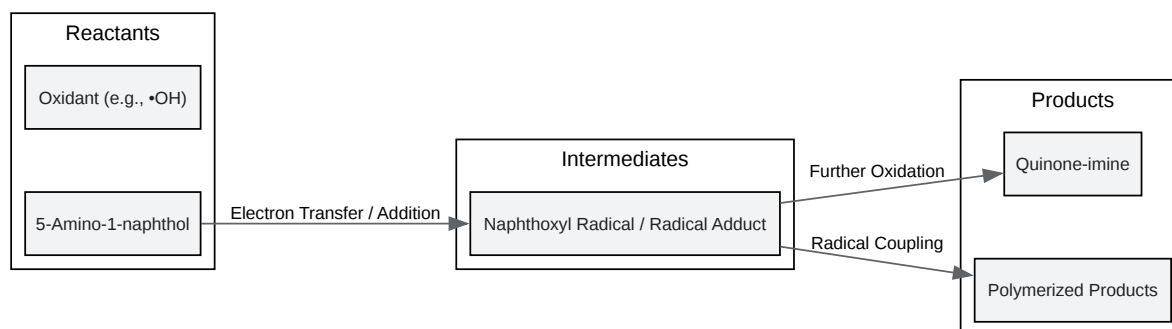 Reactants
Oxidant (e.g., •OH)
5-Amino-1-naphthol
Electron Transfer / Addition
Intermediates
Naphthoxyl Radical / Radical Adduct
Further Oxidation
Radical Coupling
Products
Quinone-imine
Polymerized Products